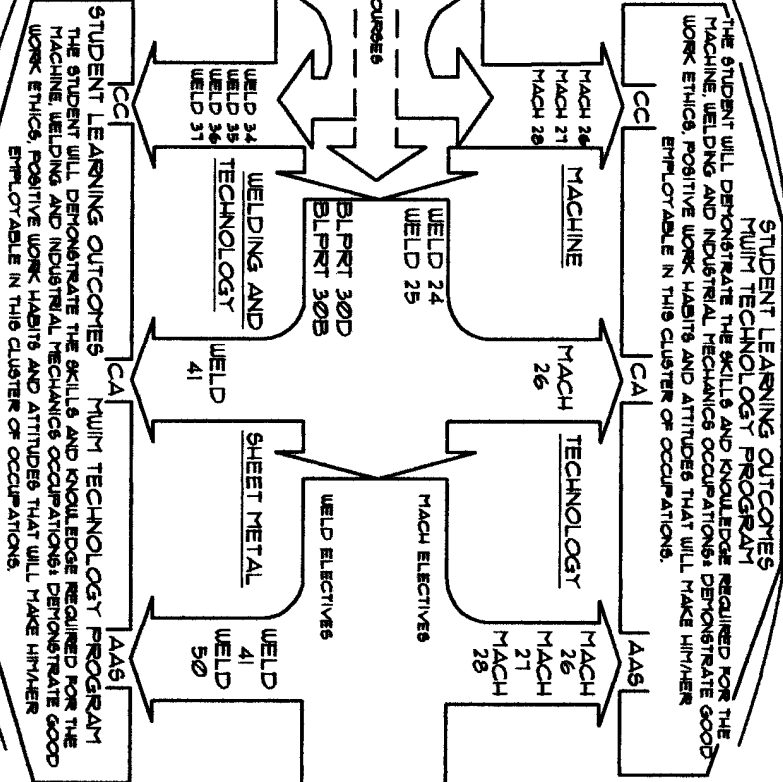 STUDENT LEARNING OUTCOMES
MWIM TECHNOLOGY PROGRAM
THE STUDENT WILL DEMONSTRATE THE SKILLS AND KNOWLEDGE REQUIRED FOR THE
MACHINE, WELDING AND INDUSTRIAL MECHANICS OCCUPATIONS: DEMONSTRATE GOOD
WORK ETHICS, POSITIVE WORK HABITS AND ATTITUDES THAT WILL MAKE HIM/HER
EMPLOYABLE IN THIS CLUSTER OF OCCUPATIONS.
CC
CA
AAS
MACH 26
MACH 27
MACH 28
MACHINE
MACH
26
TECHNOLOGY
MACH
26
MACH
27
MACH
28
OURSES
WELD 24
WELD 25
BLPRT 30D
BLPRT 30B
MACH ELECTIVES
WELD ELECTIVES
WELD 34
WELD 35
WELD 36
WELD 37
WELDING AND
TECHNOLOGY
WELD
41
SHEET METAL
WELD
41
WELD
50
CC
CA
AAS
STUDENT LEARNING OUTCOMES MWIM TECHNOLOGY PROGRAM
THE STUDENT WILL DEMONSTRATE THE SKILLS AND KNOWLEDGE REQUIRED FOR THE
MACHINE, WELDING AND INDUSTRIAL MECHANICS OCCUPATIONS: DEMONSTRATE GOOD
WORK ETHICS, POSITIVE WORK HABITS AND ATTITUDES THAT WILL MAKE HIM/HER
EMPLOYABLE IN THIS CLUSTER OF OCCUPATIONS.